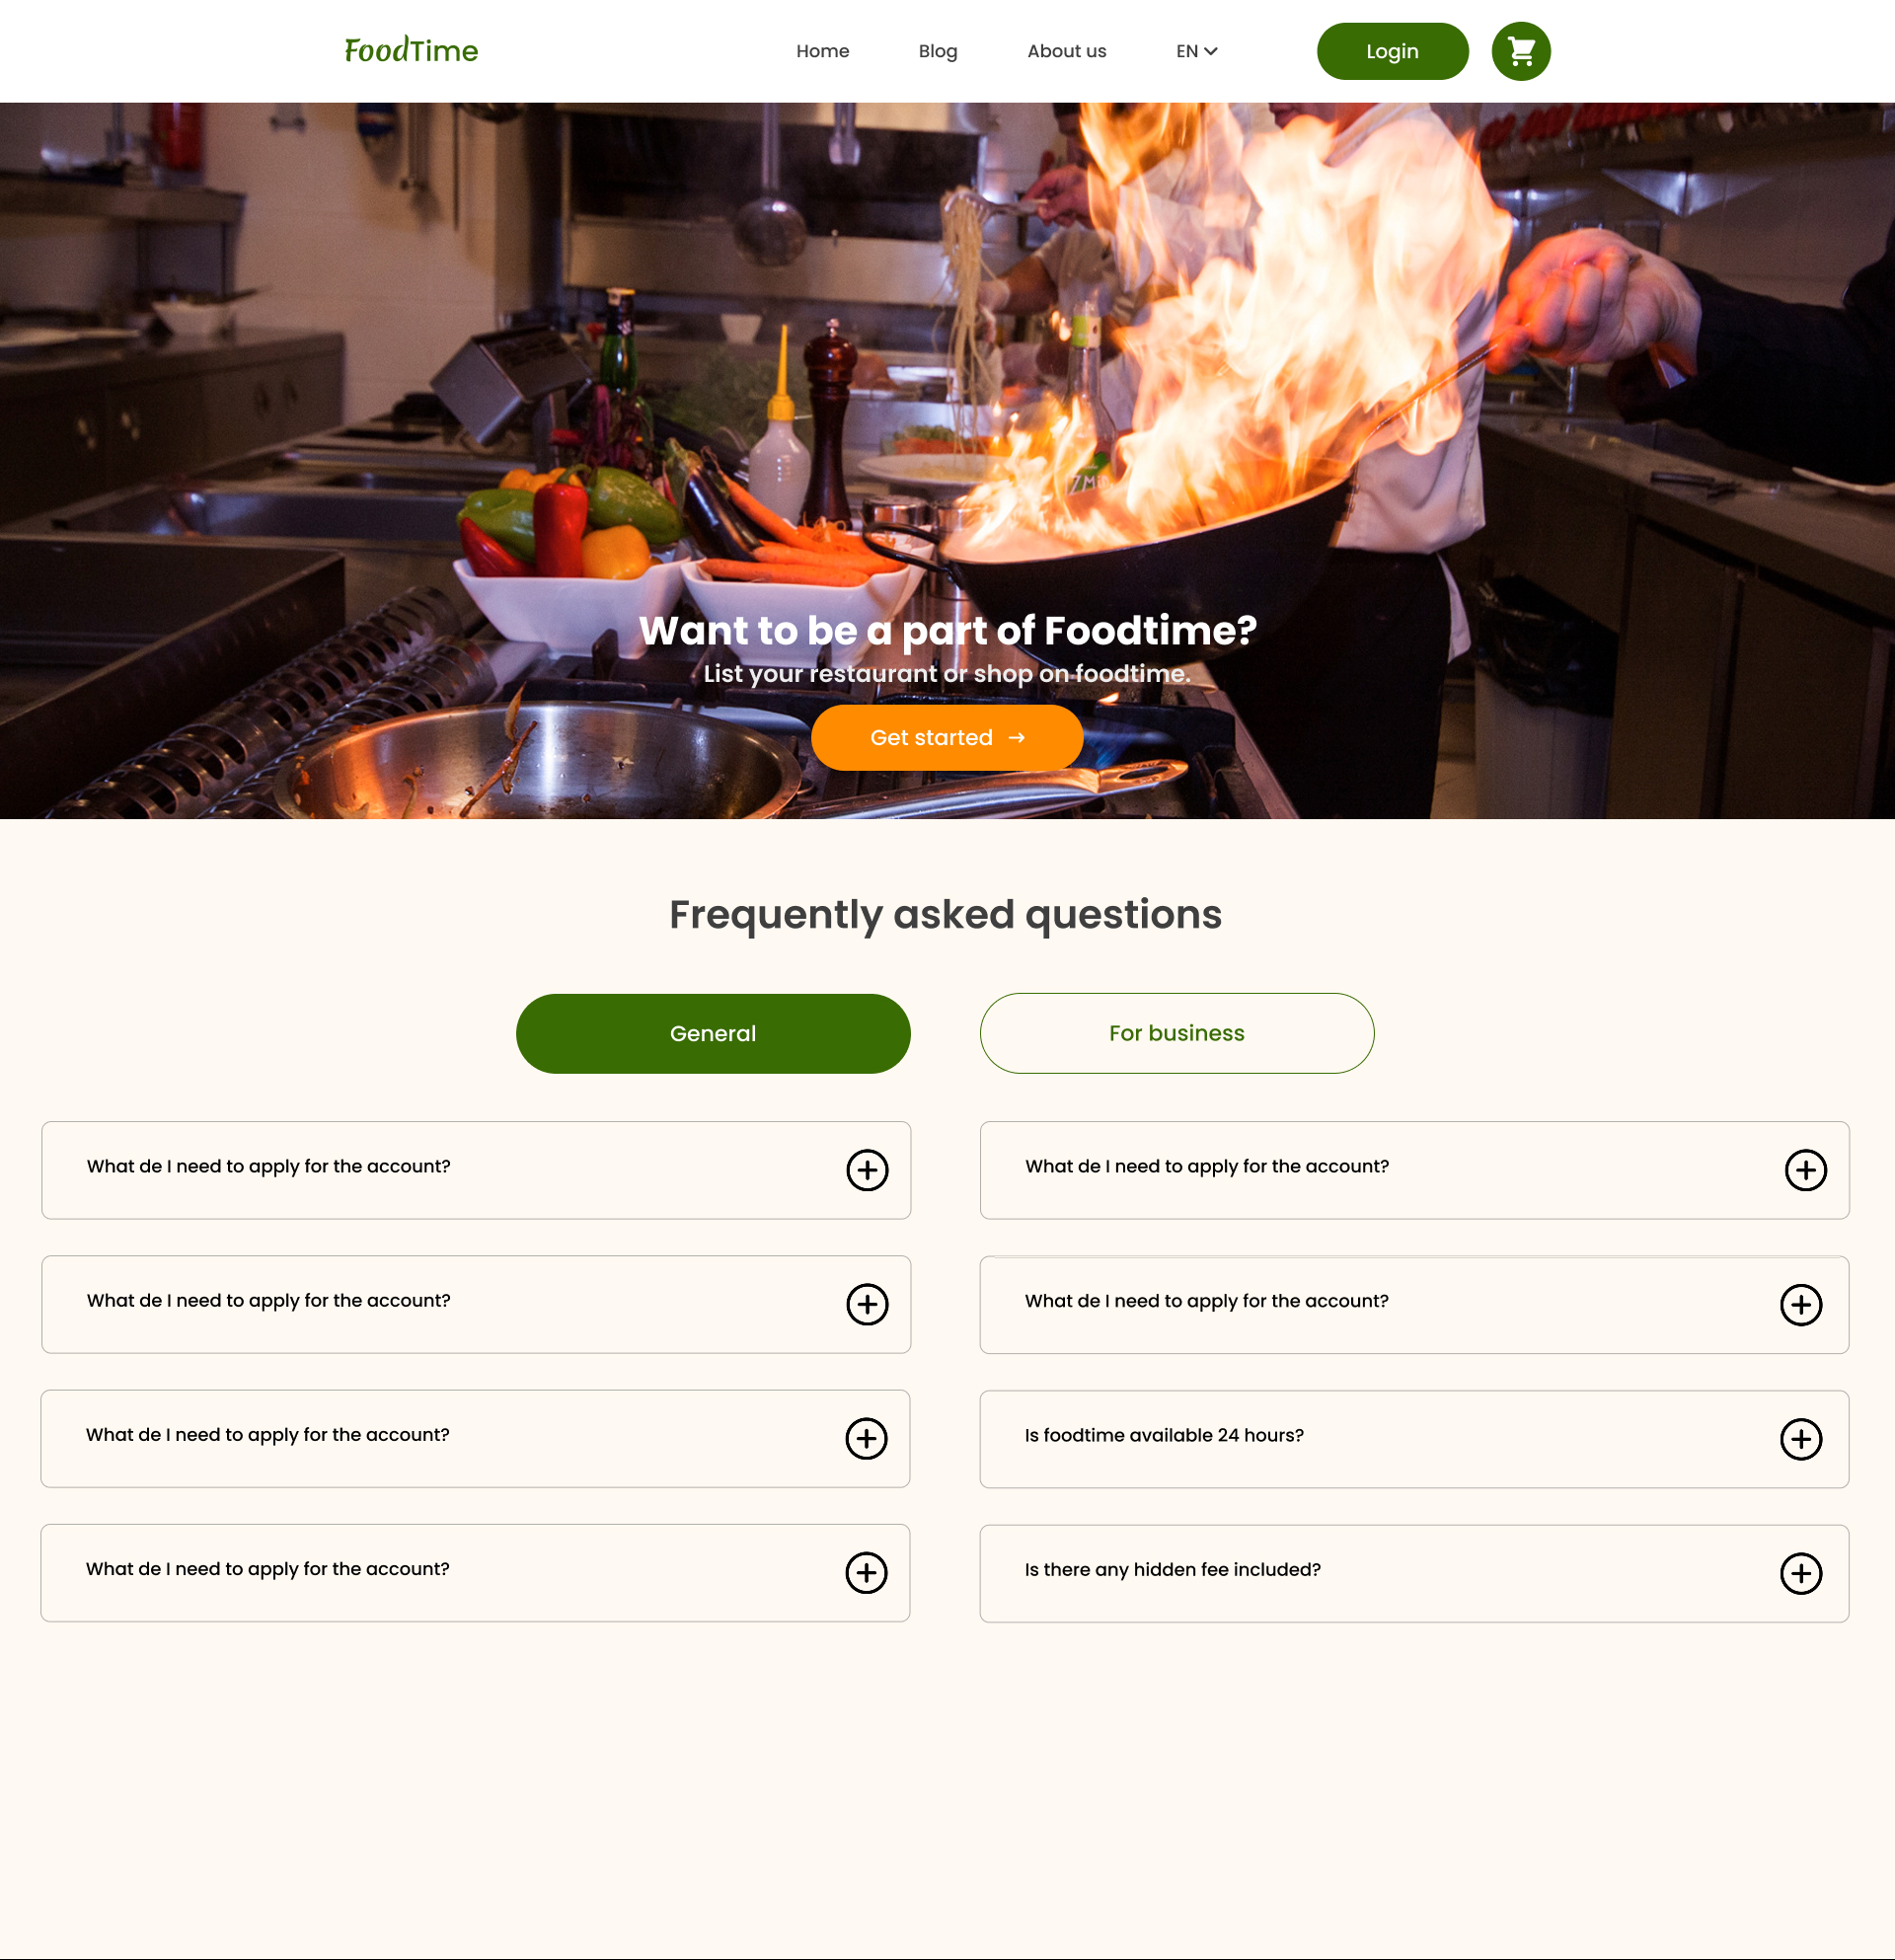 FoodTime
Home
Blog
About us
EN
Login
Want to be a part of Foodtime?
List your restaurant or shop on foodtime.
Get started →
Frequently asked questions
General
For business
What de I need to apply for the account?
What de I need to apply for the account?
What de I need to apply for the account?
What de I need to apply for the account?
What de I need to apply for the account?
Is foodtime available 24 hours?
What de I need to apply for the account?
Is there any hidden fee included?